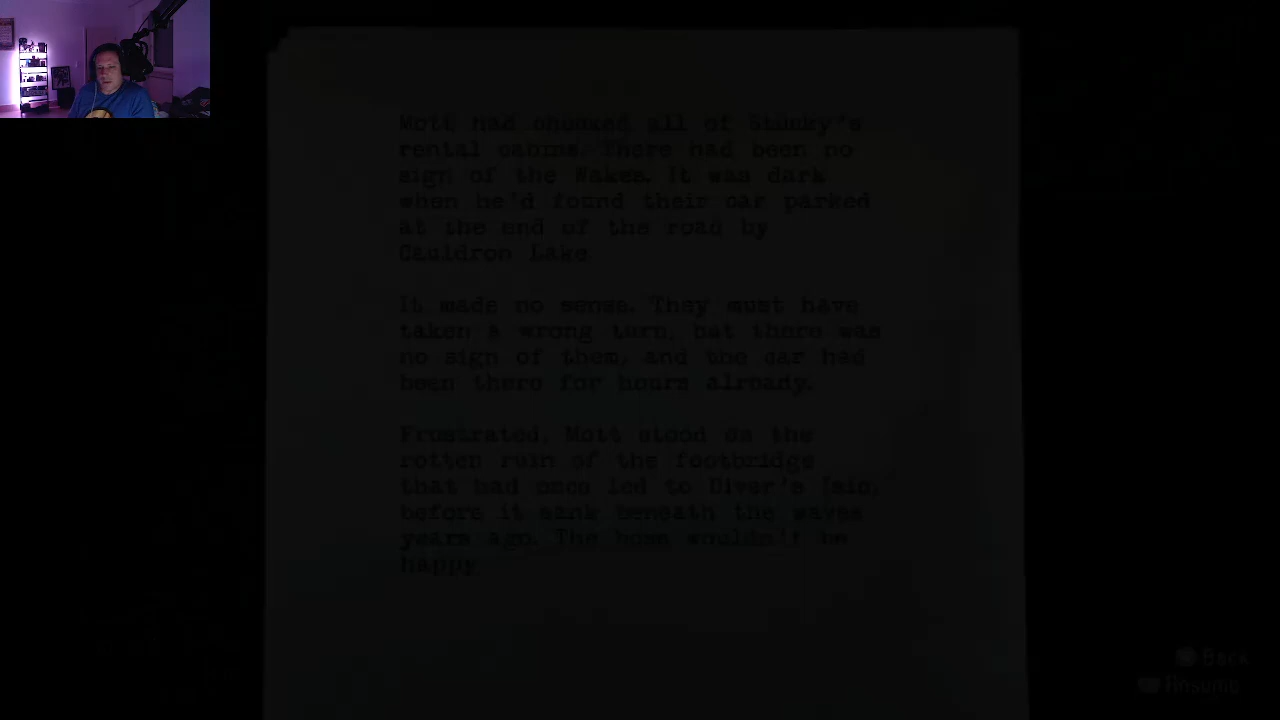 Mott had checked all of Stucky's
rental cabins. There had been no
sign of the Wakes. It was dark
when he'd found their car parked
at the end of the road by
Cauldron Lake
It made no sense. They must have
taken a wrong turn, but there was
no sign of them, and the car had
been there for hours already.
Frustrated, Mott stood on the
rotten ruin of the footbridge
that had once led to Diver's Isle,
before it sank beneath the waves
years ago. The boss wouldn't be
happy
Back
Resume